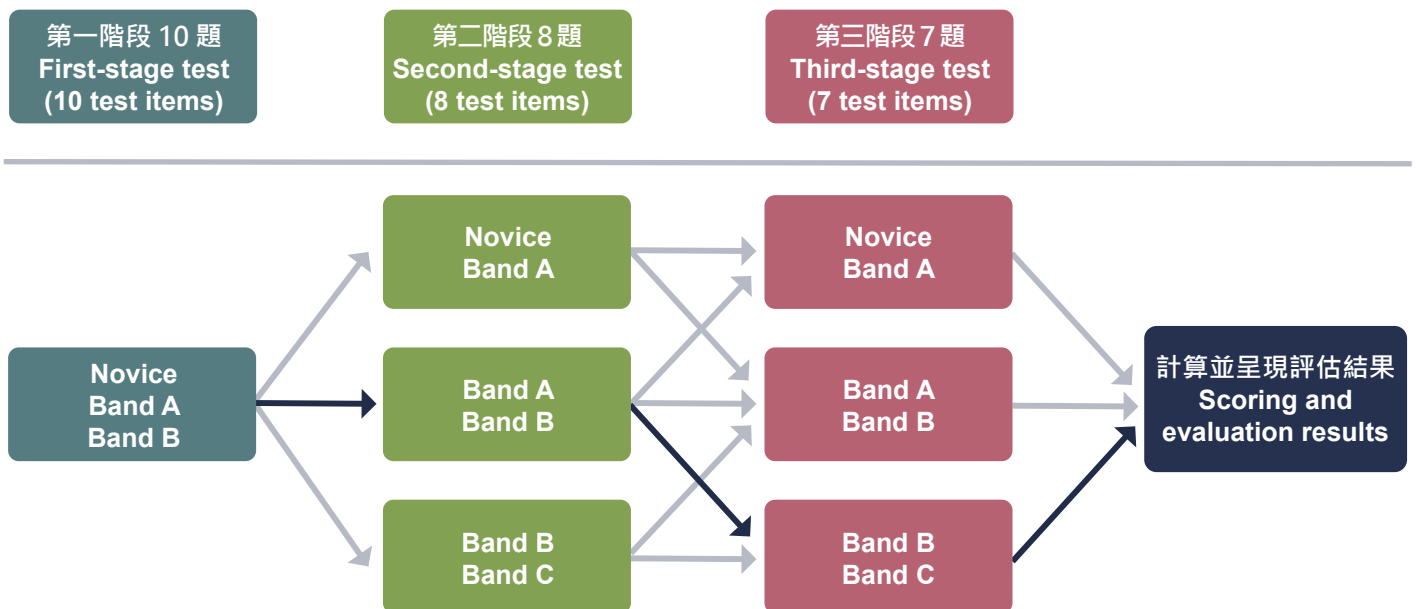 第一階段 10 題
First-stage test
(10 test items)
第二階段 8 題
Second-stage test
(8 test items)
第三階段 7 題
Third-stage test
(7 test items)
Novice
Band A
Band B
Novice
Band A
Band A
Band B
Band B
Band C
Novice
Band A
Band A
Band B
Band B
Band C
計算並呈現評估結果
Scoring and
evaluation results